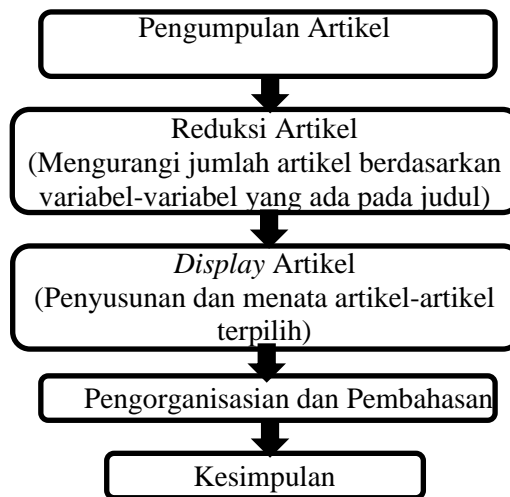 Pengumpulan Artikel
Reduksi Artikel
(Mengurangi jumlah artikel berdasarkan
variabel-variabel yang ada pada judul)
Display Artikel
(Penyusunan dan menata artikel-artikel
terpilih)
Pengorganisasian dan Pembahasan
Kesimpulan